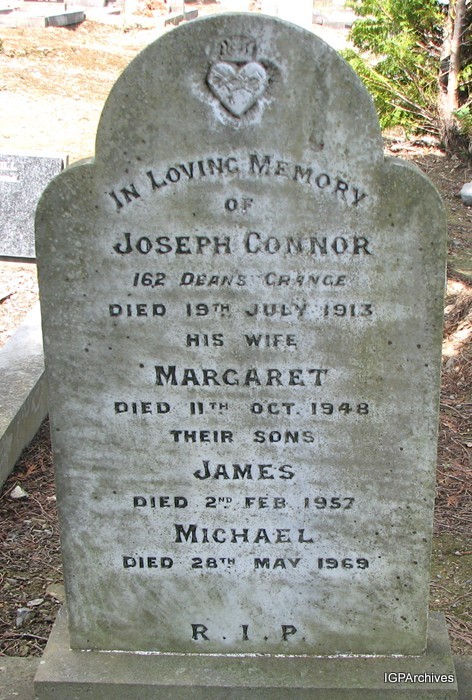 In Loving Memory
OF
Joseph Connor
162 Deans Grange
Died 19th July 1913
His Wife
Margaret
Died 11th Oct. 1948
Their Sons
James
Died 2nd Feb 1957
Michael
Died 28th May 1969
R. I. P.
IGPArchives